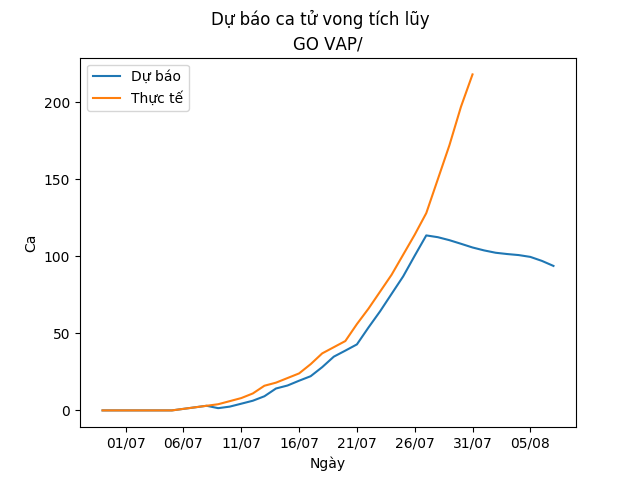 Dự báo ca tử vong tích lũy
GO VAP/
Dự báo
Thực tế
200
150
100
50
0
Ca
01/07 06/07 11/07 16/07 21/07 26/07 31/07 05/08
Ngày